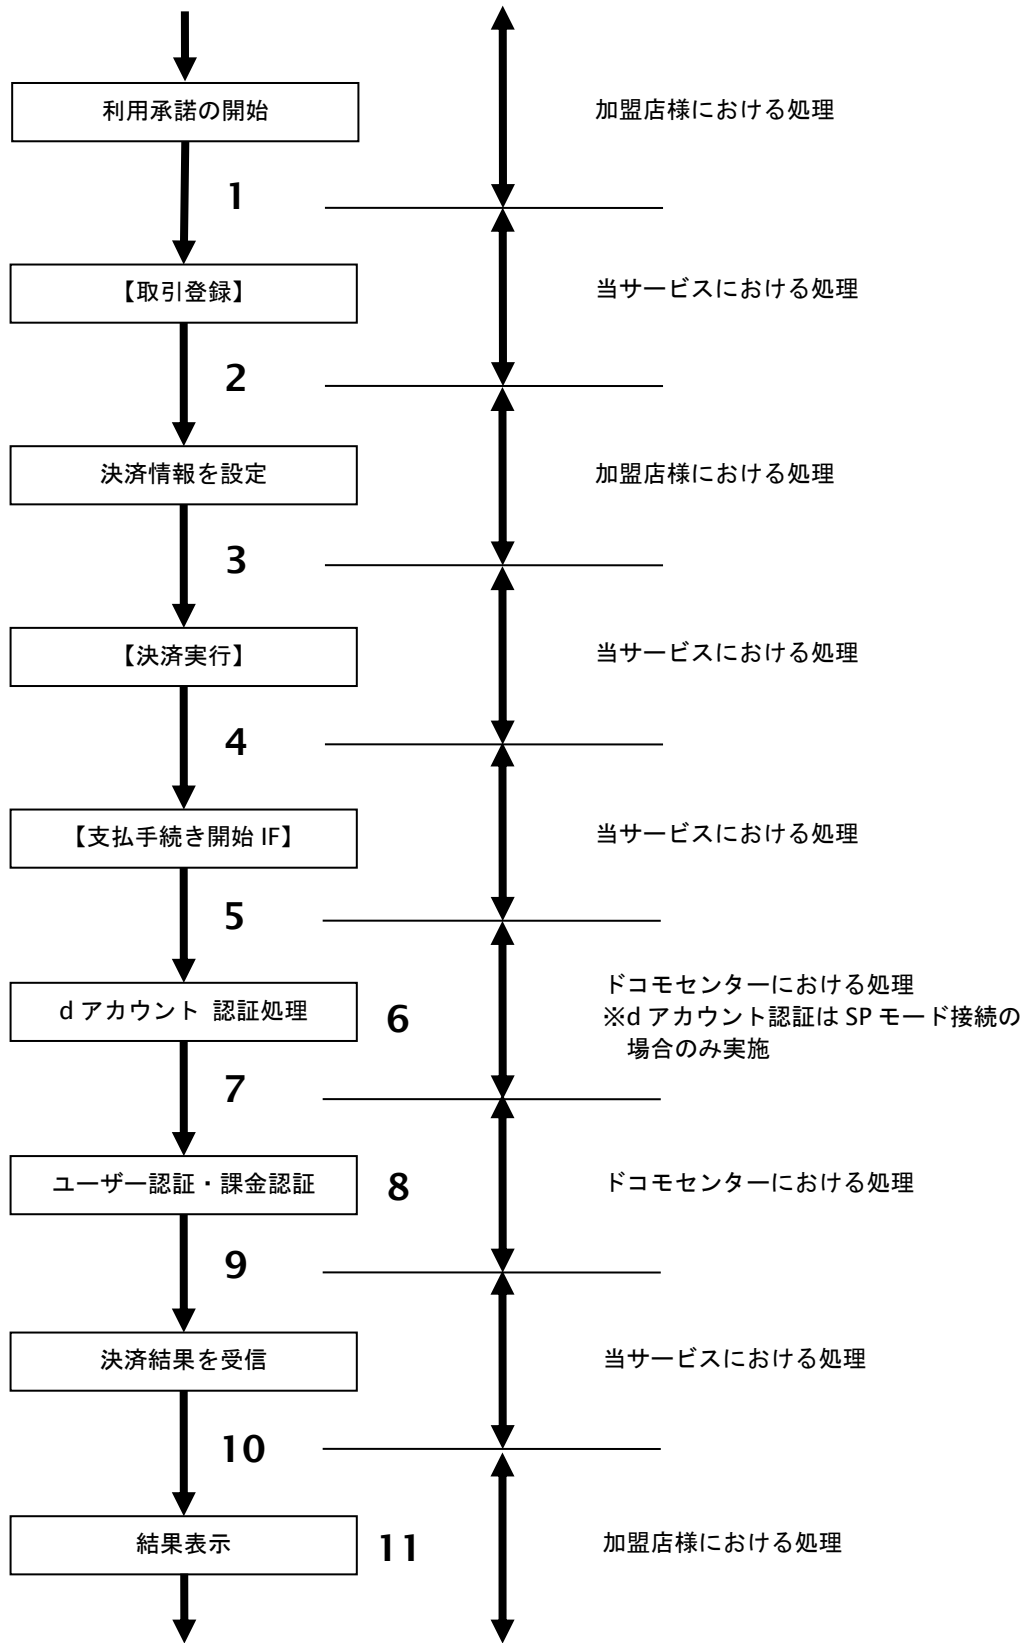 利用承諾の開始
加盟店様における処理
1
【取引登録】
当サービスにおける処理
2
決済情報を設定
加盟店様における処理
3
【決済実行】
当サービスにおける処理
4
【支払手続き開始 IF】
当サービスにおける処理
5
d アカウント 認証処理
6
ドコモセンターにおける処理
※d アカウント認証は SP モード接続の
場合のみ実施
7
ユーザー認証・課金認証
8
ドコモセンターにおける処理
9
決済結果を受信
当サービスにおける処理
10
結果表示
11
加盟店様における処理